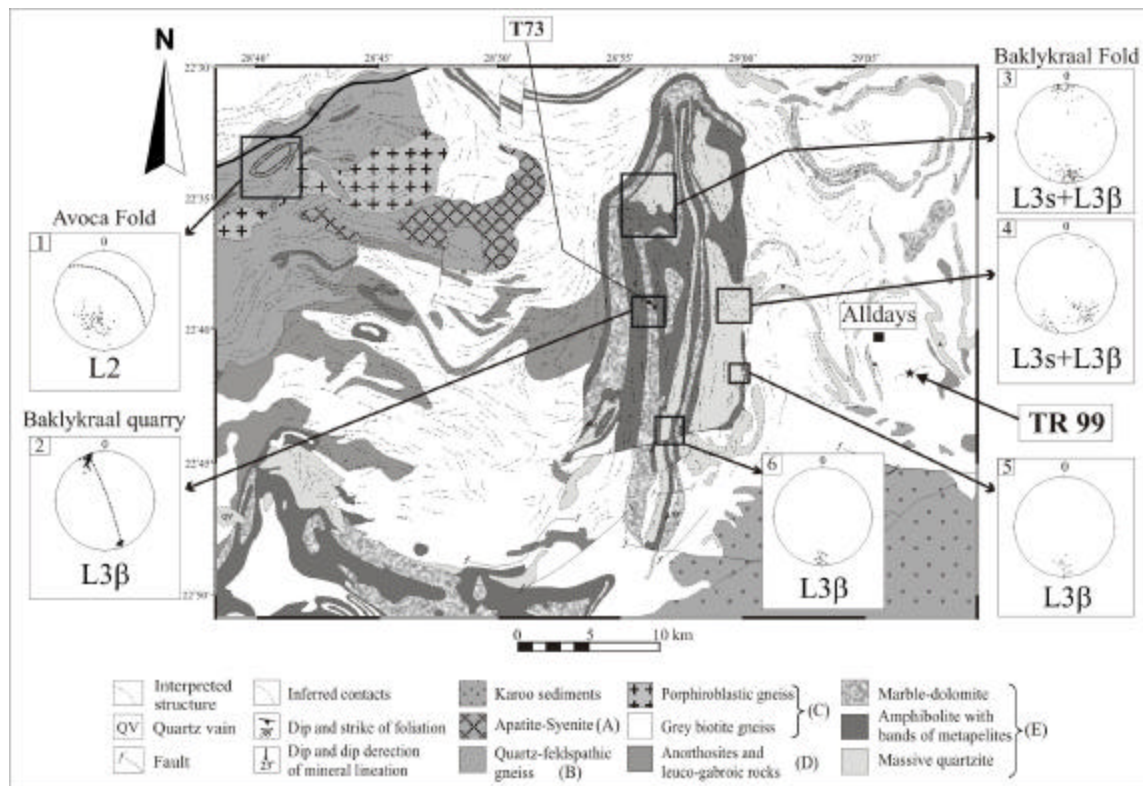 T73
N
28°40'
28°45'
28°50'
28°55'
29°00'
29°05'
22°30'
22°35'
22°40'
22°45'
22°50'
Avoca Fold
1
0
L2
Baklykraal quarry
2
0
L3β
Baklykraal Fold
3
0
L3s+L3β
4
0
L3s+L3β
Alldays
TR 99
5
0
L3β
6
0
L3β
QV
0 5 10 km
Interpreted structure
QV Quartz vain
f Fault
Inferred contacts
Dip and strike of foliation
Dip and dip derection of mineral lineation
Karoo sediments
Apatite-Syenite (A)
Quartz-feldspathic gneiss (B)
Porphiroblastic gneiss
Grey biotite gneiss
(C)
Anorthosites and leuco-gabroic rocks (D)
Marble-dolomite
Amphibolite with bands of metapelites
Massive quartzite
(E)